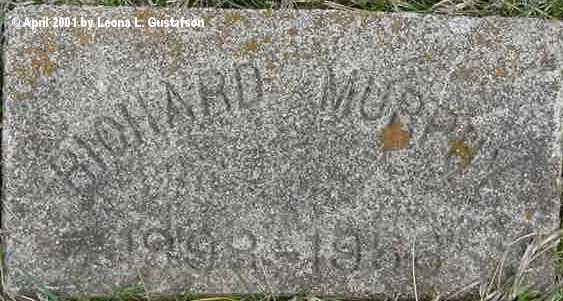 © April 2001 by Leona L. Gustafson
RICHARD MURPHY